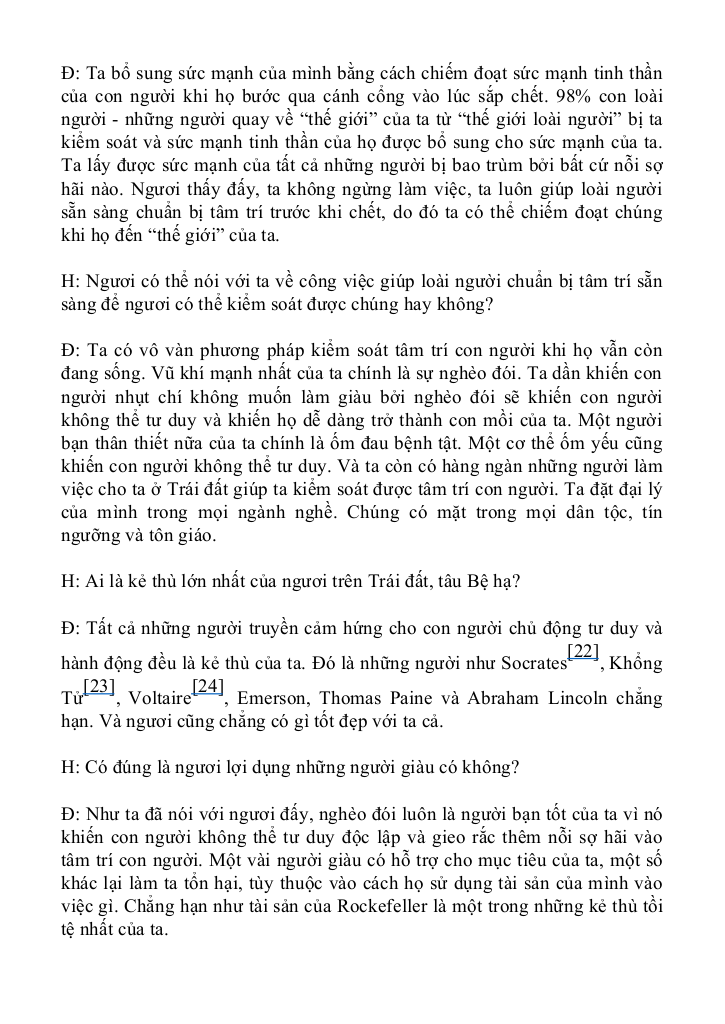 Đ: Ta bổ sung sức mạnh của mình bằng cách chiếm đoạt sức mạnh tinh thần
của con người khi họ bước qua cánh cổng vào lúc sắp chết. 98% con loài
người - những người quay về “thế giới” của ta từ “thế giới loài người” bị ta
kiểm soát và sức mạnh tinh thần của họ được bổ sung cho sức mạnh của ta.
Ta lấy được sức mạnh của tất cả những người bị bao trùm bởi bất cứ nỗi sợ
hãi nào. Ngươi thấy đấy, ta không ngừng làm việc, ta luôn giúp loài người
sẵn sàng chuẩn bị tâm trí trước khi chết, do đó ta có thể chiếm đoạt chúng
khi họ đến “thế giới” của ta.
H: Ngươi có thể nói với ta về công việc giúp loài người chuẩn bị tâm trí sẵn
sàng để ngươi có thể kiểm soát được chúng hay không?
Đ: Ta có vô vàn phương pháp kiểm soát tâm trí con người khi họ vẫn còn
đang sống. Vũ khí mạnh nhất của ta chính là sự nghèo đói. Ta dần khiến con
người nhụt chí không muốn làm giàu bởi nghèo đói sẽ khiến con người
không thể tư duy và khiến họ dễ dàng trở thành con mồi của ta. Một người
bạn thân thiết nữa của ta chính là ốm đau bệnh tật. Một cơ thể ốm yếu cũng
khiến con người không thể tư duy. Và ta còn có hàng ngàn những người làm
việc cho ta ở Trái đất giúp ta kiểm soát được tâm trí con người. Ta đặt đại lý
của mình trong mọi ngành nghề. Chúng có mặt trong mọi dân tộc, tín
ngưỡng và tôn giáo.
H: Ai là kẻ thù lớn nhất của ngươi trên Trái đất, tâu Bệ hạ?
Đ: Tất cả những người truyền cảm hứng cho con người chủ động tư duy và
hành động đều là kẻ thù của ta. Đó là những người như Socrates[22], Khổng
Tử[23], Voltaire[24], Emerson, Thomas Paine và Abraham Lincoln chẳng
hạn. Và ngươi cũng chẳng có gì tốt đẹp với ta cả.
H: Có đúng là ngươi lợi dụng những người giàu có không?
Đ: Như ta đã nói với ngươi đấy, nghèo đói luôn là người bạn tốt của ta vì nó
khiến con người không thể tư duy độc lập và gieo rắc thêm nỗi sợ hãi vào
tâm trí con người. Một vài người giàu có hỗ trợ cho mục tiêu của ta, một số
khác lại làm ta tổn hại, tùy thuộc vào cách họ sử dụng tài sản của mình vào
việc gì. Chẳng hạn như tài sản của Rockefeller là một trong những kẻ thù tồi
tệ nhất của ta.